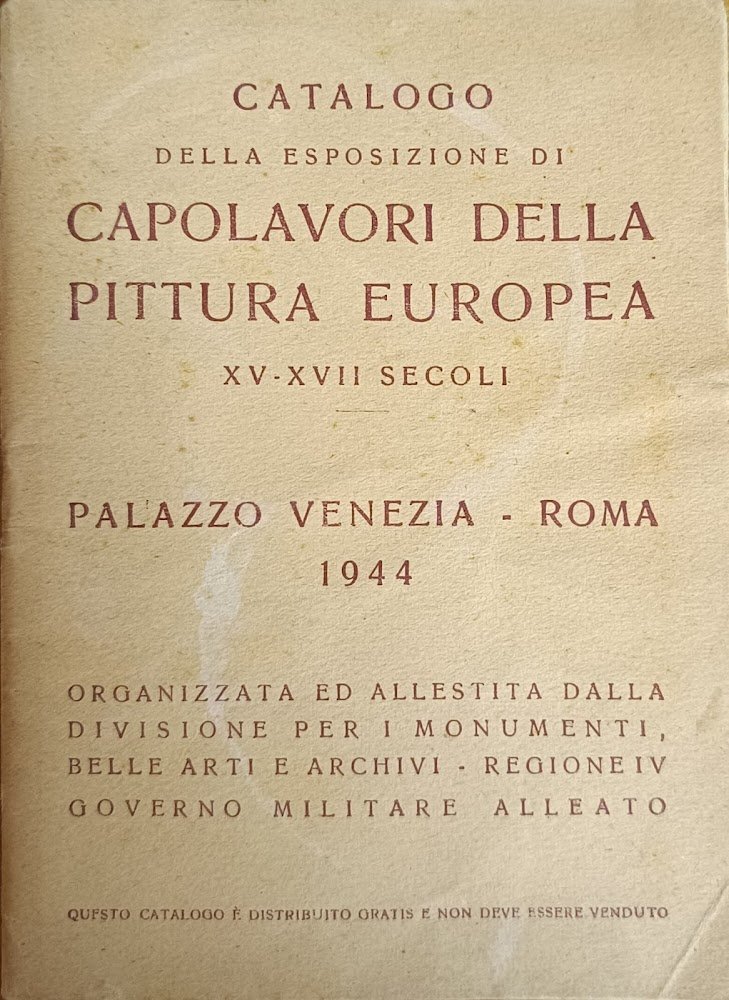 CATALOGO
DELLA ESPOSIZIONE DI
CAPOLAVORI DELLA
PITTURA EUROPEA
XV-XVII SECOLI
PALAZZO VENEZIA - ROMA
1944
ORGANIZZATA ED ALLESTITA DALLA
DIVISIONE PER I MONUMENTI,
BELLE ARTI E ARCHIVI - REGIONE IV
GOVERNO MILITARE ALLEATO
QUESTO CATALOGO È DISTRIBUITO GRATIS E NON DEVE ESSERE VENDUTO